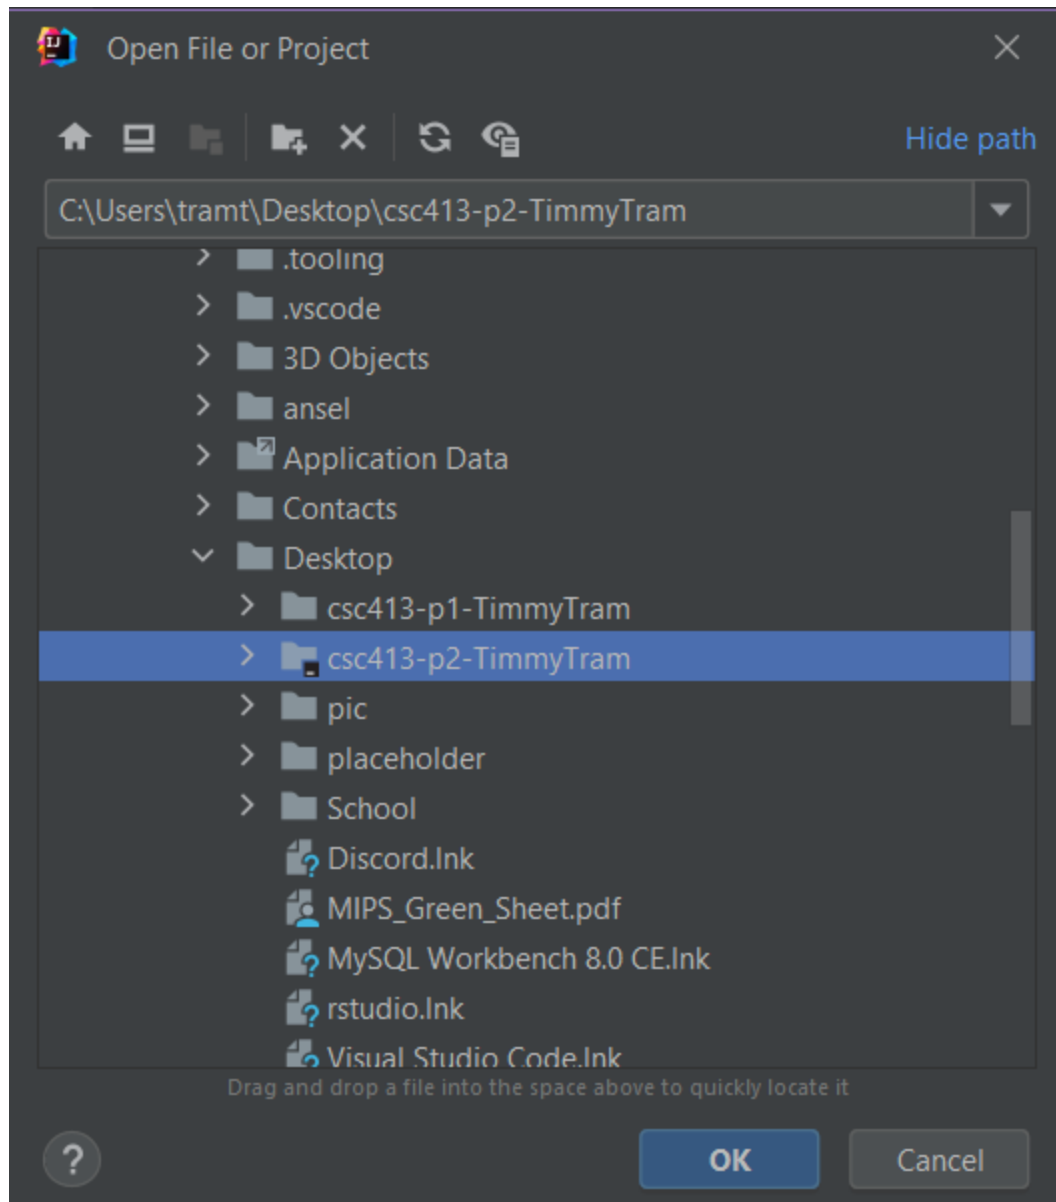 IJ
Open File or Project
Hide path
C:\Users\tramt\Desktop\csc413-p2-TimmyTram
.tooling
.vscode
3D Objects
ansel
Application Data
Contacts
Desktop
csc413-p1-TimmyTram
csc413-p2-TimmyTram
pic
placeholder
School
Discord.lnk
MIPS_Green_Sheet.pdf
MySQL Workbench 8.0 CE.lnk
rstudio.lnk
Visual Studio Code.lnk
Drag and drop a file into the space above to quickly locate it
?
OK
Cancel